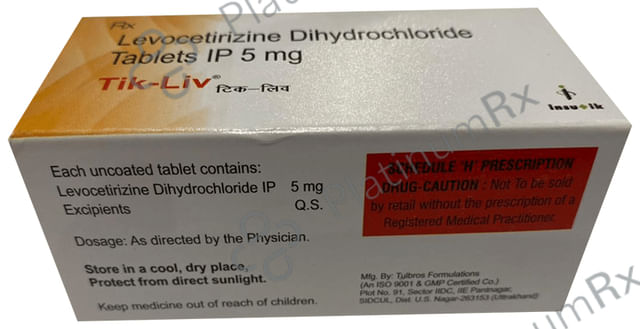 Rx
Levocetirizine Dihydrochloride
Tablets IP 5 mg
Tik-Liv®
टिक-लिव
Insutik
Each uncoated tablet contains:
Levocetirizine Dihydrochloride IP 5 mg
Excipients Q.S.
Dosage: As directed by the Physician.
Store in a cool, dry place,
Protect from direct sunlight.
Keep medicine out of reach of children.
SCHEDULE 'H' PRESCRIPTION
DRUG-CAUTION : Not To be sold
by retail without the prescription of a
Registered Medical Practitioner.
Mfg. By: Tulbros Formulations
(An ISO 9001 & GMP Certified Co.)
Plot No. 91, Sector IIDC, IIE Pantnagar,
SIDCUL, Dist. U.S. Nagar-263153 (Uttrakhand)
PlatinumRx
PlatinumRx